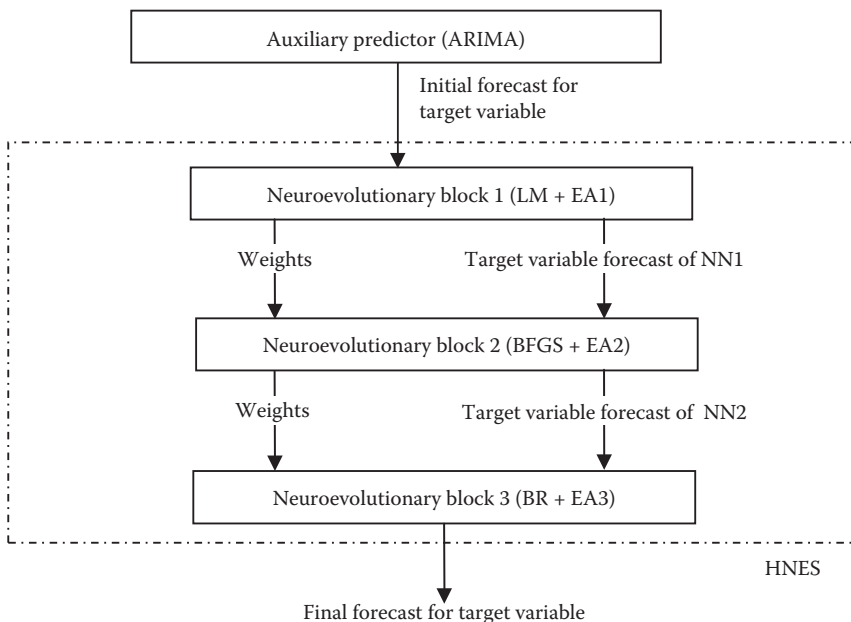 Auxiliary predictor (ARIMA)
Initial forecast for
target variable
Neuroevolutionary block 1 (LM + EA1)
Weights
Target variable forecast of NN1
Neuroevolutionary block 2 (BFGS + EA2)
Weights
Target variable forecast of NN2
Neuroevolutionary block 3 (BR + EA3)
HNES
Final forecast for target variable